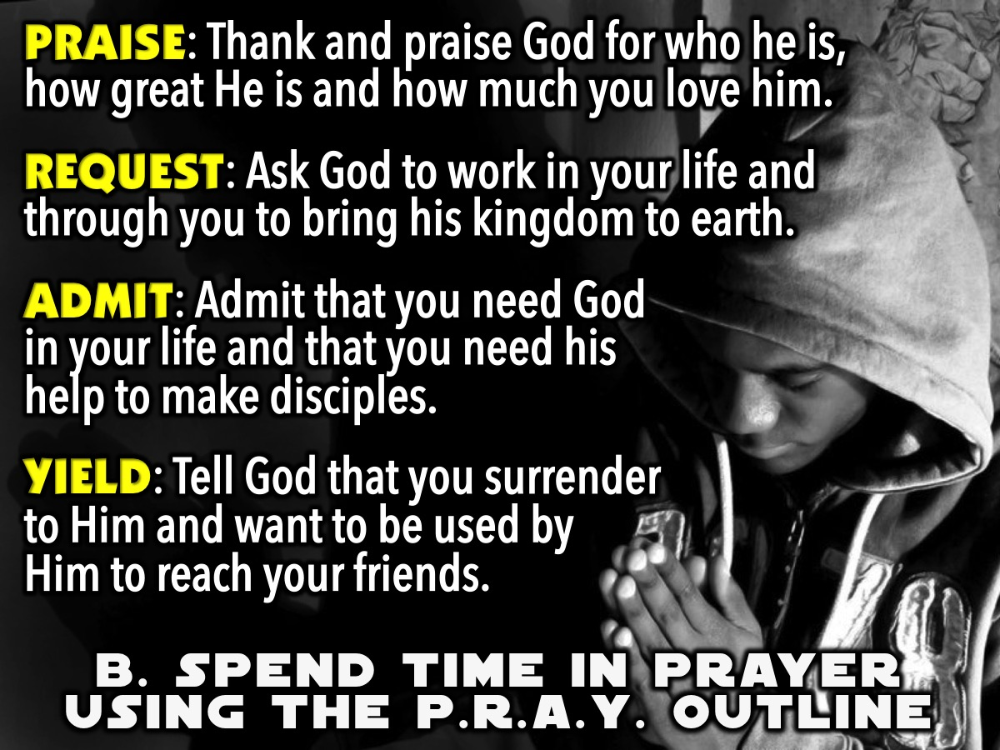 PRAISE: Thank and praise God for who he is,
how great He is and how much you love him.
REQUEST: Ask God to work in your life and
through you to bring his kingdom to earth.
ADMIT: Admit that you need God
in your life and that you need his
help to make disciples.
YIELD: Tell God that you surrender
to Him and want to be used by
Him to reach your friends.
B. SPEND TIME IN PRAYER
USING THE P.R.A.Y. OUTLINE